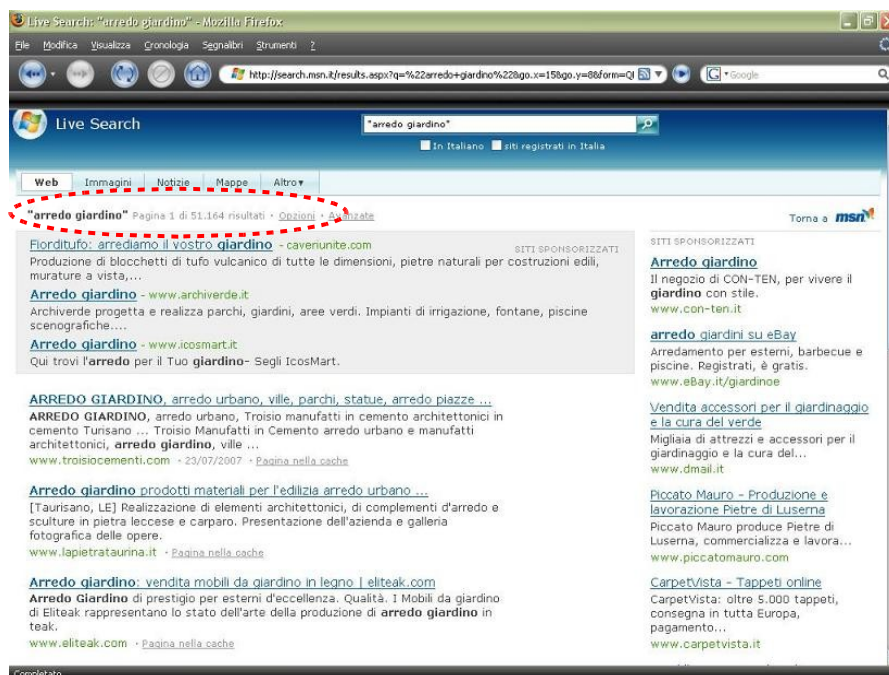 Live Search: "arredo giardino" - Mozilla Firefox
File Modifica Visualizza Cronologia Segnalibri Strumenti ?
http://search.msn.it/results.aspx?q=%22arredo+giardino%22&go.x=15&go.y=8&form=QI
Google
Live Search
"arredo giardino"
In Italiano siti registrati in Italia
Web Immagini Notizie Mappe Altro
"arredo giardino" Pagina 1 di 51.164 risultati · Opzioni · Avanzate
Torna a msn
Fiorditufo: arrediamo il vostro giardino - caveriunite.com
SITI SPONSORIZZATI
Produzione di blocchetti di tufo vulcanico di tutte le dimensioni, pietre naturali per costruzioni edili,
murature a vista,...
Arredo giardino - www.archiverde.it
Archiverde progetta e realizza parchi, giardini, aree verdi. Impianti di irrigazione, fontane, piscine
scenografiche....
Arredo giardino - www.icosmart.it
Qui trovi l'arredo per il Tuo giardino- Segli IcosMart.
ARREDO GIARDINO, arredo urbano, ville, parchi, statue, arredo piazze ...
ARREDO GIARDINO, arredo urbano, Troisio manufatti in cemento architettonici in
cemento Turisano ... Troisio Manufatti in Cemento arredo urbano e manufatti
architettonici, arredo giardino, ville ...
www.troisiocementi.com · 23/07/2007 · Pagina nella cache
Arredo giardino prodotti materiali per l'edilizia arredo urbano ...
[Taurisano, LE] Realizzazione di elementi architettonici, di complementi d'arredo e
sculture in pietra leccese e carparo. Presentazione dell'azienda e galleria
fotografica delle opere.
www.lapietrataurina.it · Pagina nella cache
Arredo giardino: vendita mobili da giardino in legno | eliteak.com
Arredo Giardino di prestigio per esterni d'eccellenza. Qualità. I Mobili da giardino
di Eliteak rappresentano lo stato dell'arte della produzione di arredo giardino in
teak.
www.eliteak.com · Pagina nella cache
SITI SPONSORIZZATI
Arredo giardino
Il negozio di CON-TEN, per vivere il
giardino con stile.
www.con-ten.it
arredo giardini su eBay
Arredamento per esterni, barbecue e
piscine. Registrati, è gratis.
www.eBay.it/giardinoe
Vendita accessori per il giardinaggio
e la cura del verde
Migliaia di attrezzi e accessori per il
giardinaggio e la cura del...
www.dmail.it
Piccato Mauro - Produzione e
lavorazione Pietre di Luserna
Piccato Mauro produce Pietre di
Luserna, commercializza e lavora...
www.piccatomauro.com
CarpetVista - Tappeti online
CarpetVista: oltre 5.000 tappeti,
consegna in tutta Europa,
pagamento...
www.carpetvista.it
Completato